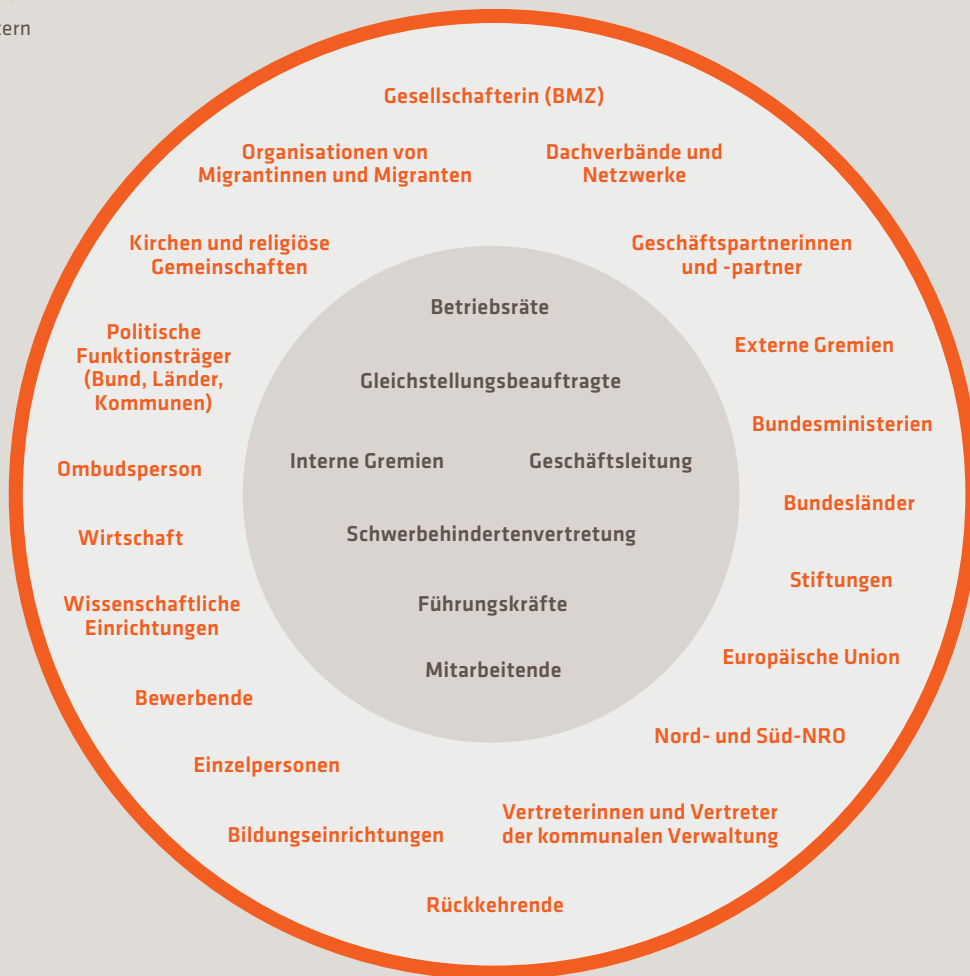 Gesellschafterin (BMZ)
Organisationen von
Migrantinnen und Migranten
Dachverbände und
Netzwerke
Kirchen und religiöse
Gemeinschaften
Geschäftspartnerinnen
und -partner
Politische
Funktionsträger
(Bund, Länder,
Kommunen)
Externe Gremien
Bundesministerien
Ombudsperson
Bundesländer
Wirtschaft
Stiftungen
Wissenschaftliche
Einrichtungen
Europäische Union
Bewerbende
Nord- und Süd-NRO
Einzelpersonen
Vertreterinnen und Vertreter
der kommunalen Verwaltung
Bildungseinrichtungen
Rückkehrende
Betriebsräte
Gleichstellungsbeauftragte
Interne Gremien
Geschäftsleitung
Schwerbehindertenvertretung
Führungskräfte
Mitarbeitende